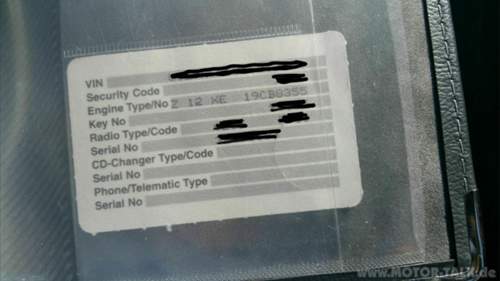 VIN
Security Code
Engine Type/No Z 12 XE 19CB8355
Key No
Radio Type/Code
Serial No
CD-Changer Type/Code
Serial No
Phone/Telematic Type
Serial No
www.MOTOR-TALK.de